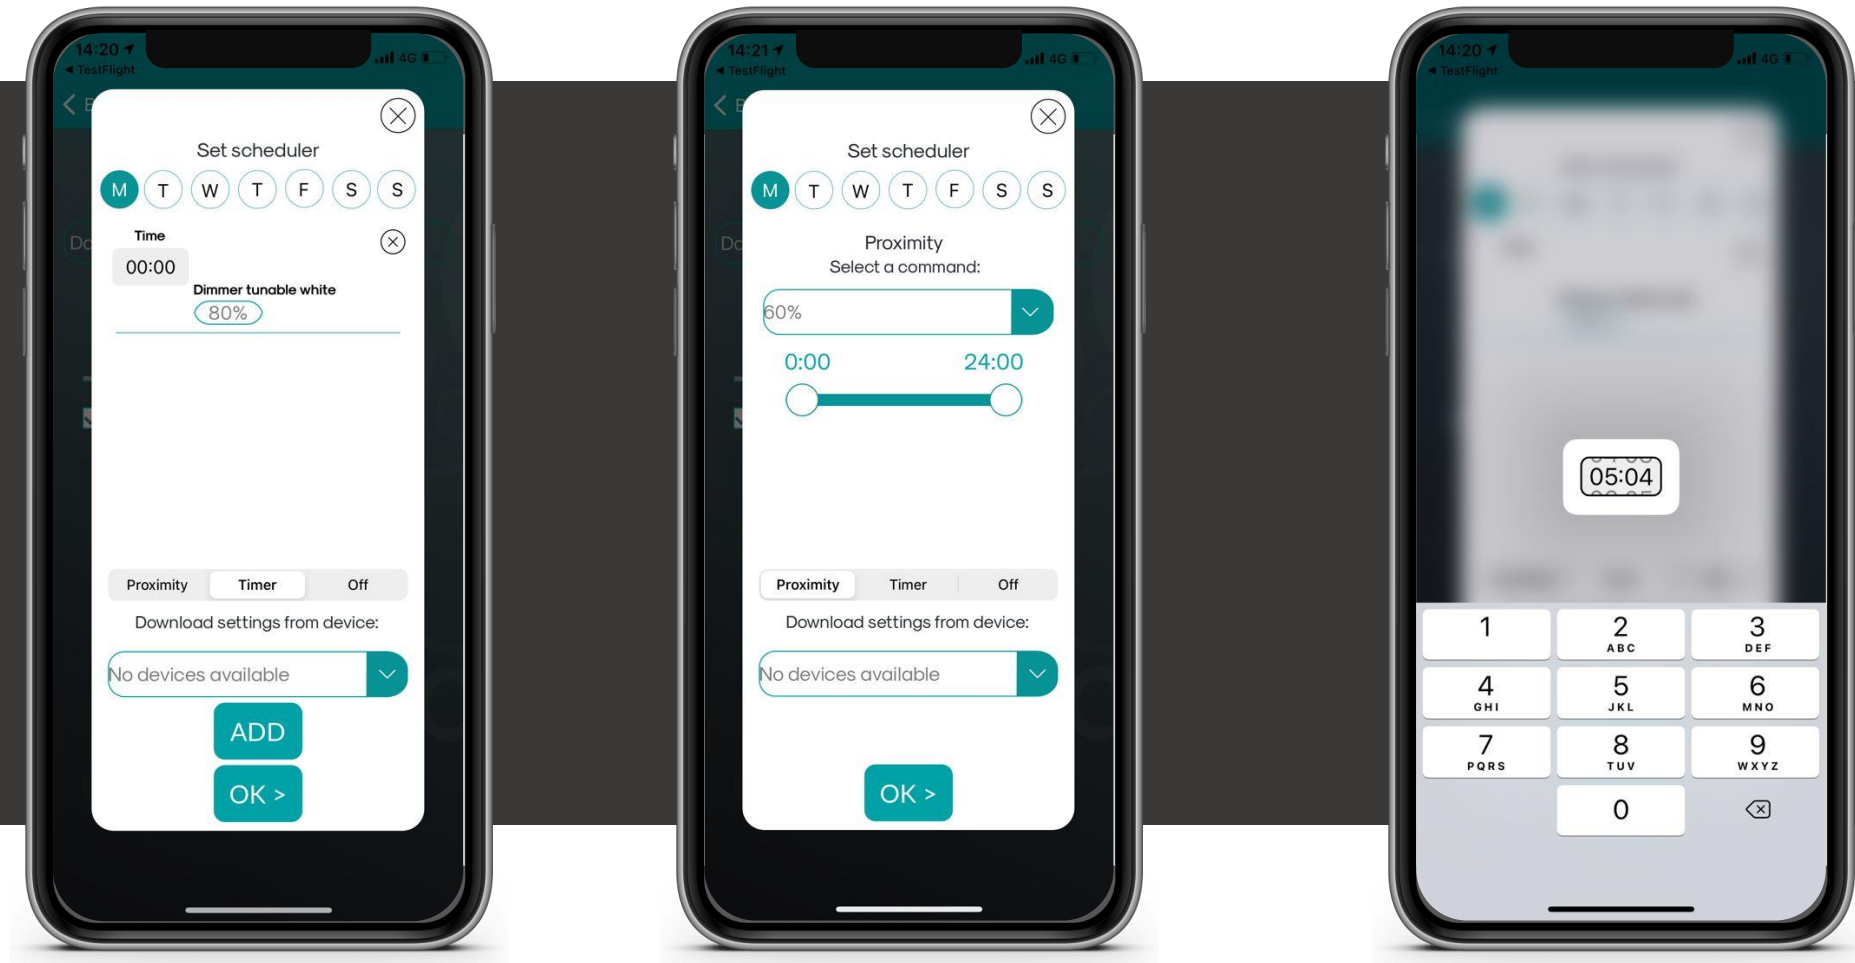 14:20
TestFlight
4G
Set scheduler
M T W T F S S
Time
00:00
Dimmer tunable white
80%
Proximity Timer Off
Download settings from device:
No devices available
ADD
OK >
14:21
TestFlight
4G
Set scheduler
M T W T F S S
Proximity
Select a command:
60%
0:00 24:00
Proximity Timer Off
Download settings from device:
No devices available
OK >
14:20
TestFlight
4G
05:04
1 2 3
ABC DEF
4 5 6
GHI JKL MNO
7 8 9
PQRS TUV WXYZ
0